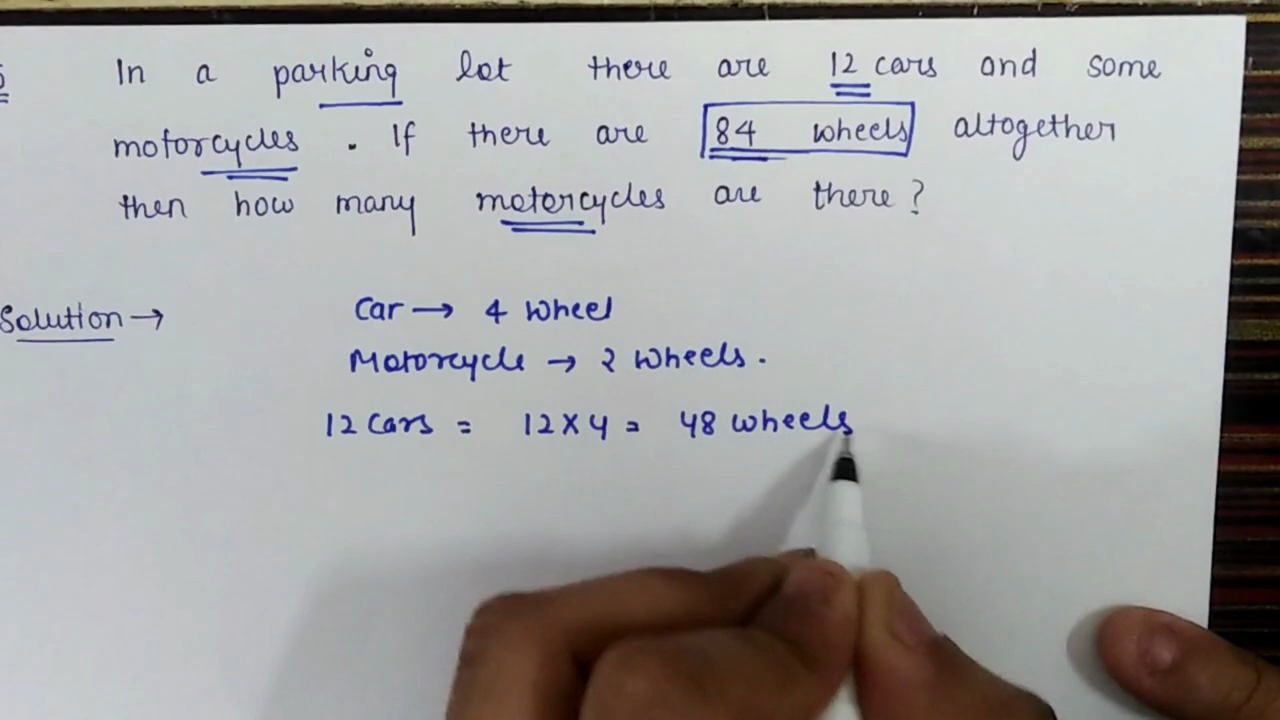 In a parking lot there are 12 cars and some
motorcycles . If there are 84 wheels altogether
then how many motorcycles are there?
Solution →
Car → 4 wheel
Motorcycle → 2 wheels.
12 Cars = 12 × 4 = 48 wheels